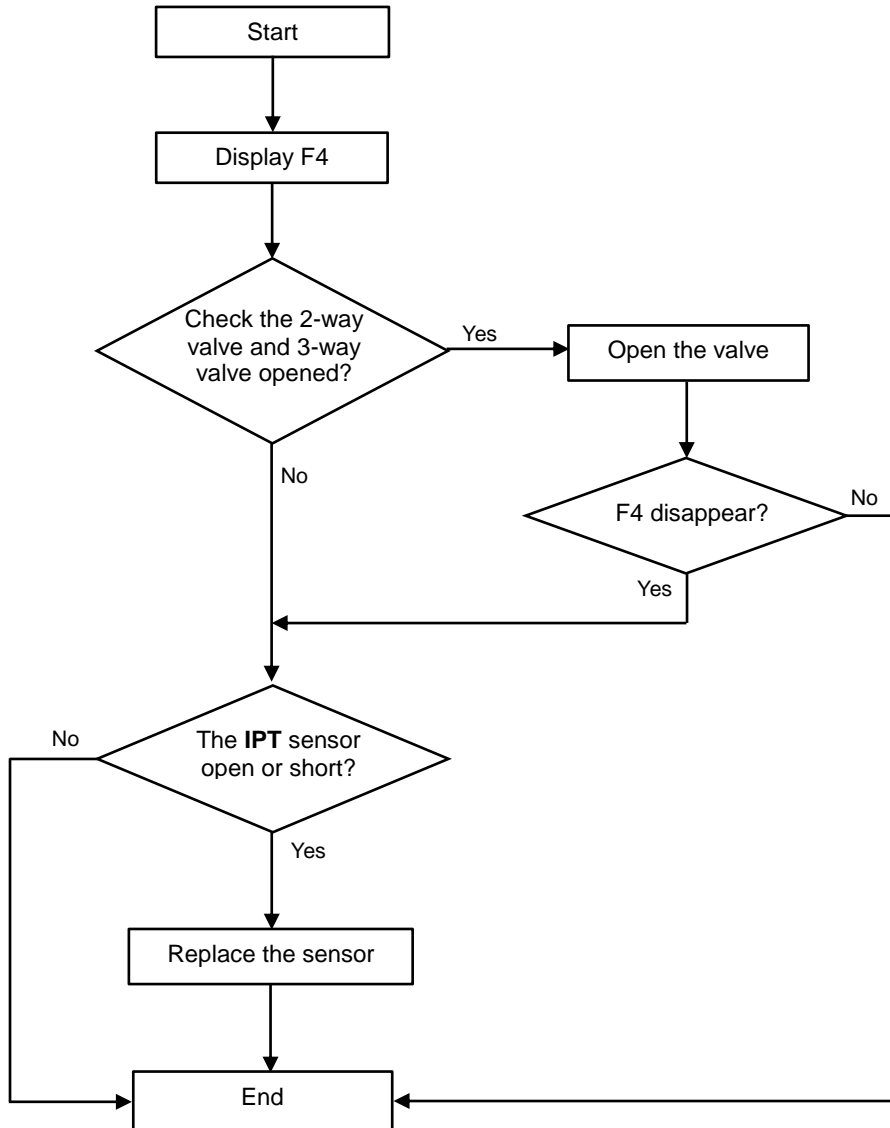 Start
Display F4
Check the 2-way
valve and 3-way
valve opened?
Yes
Open the valve
No
F4 disappear?
No
Yes
No
The IPT sensor
open or short?
Yes
Replace the sensor
End